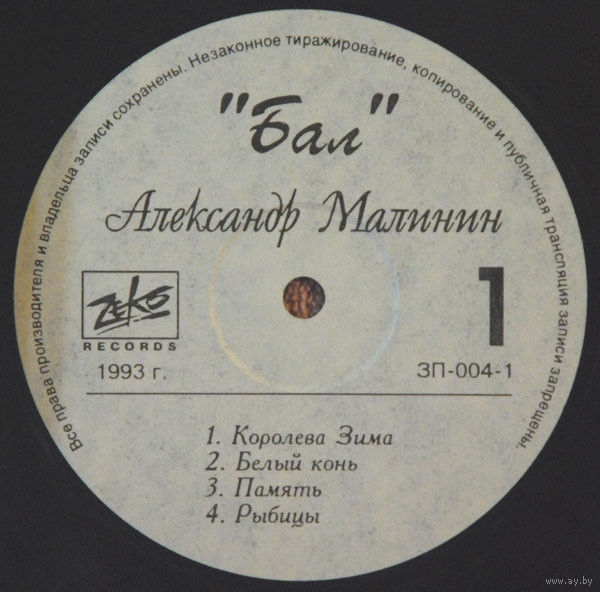 Все права производителя и владельца записи сохранены. Незаконное тиражирование, копирование и публичная трансляция записи запрещены.
"Бал"
Александр Малинин
Zeko
RECORDS
1
1993 г.
ЗП-004-1
1. Королева Зима
2. Белый конь
3. Память
4. Рыбицы
www.ay.by